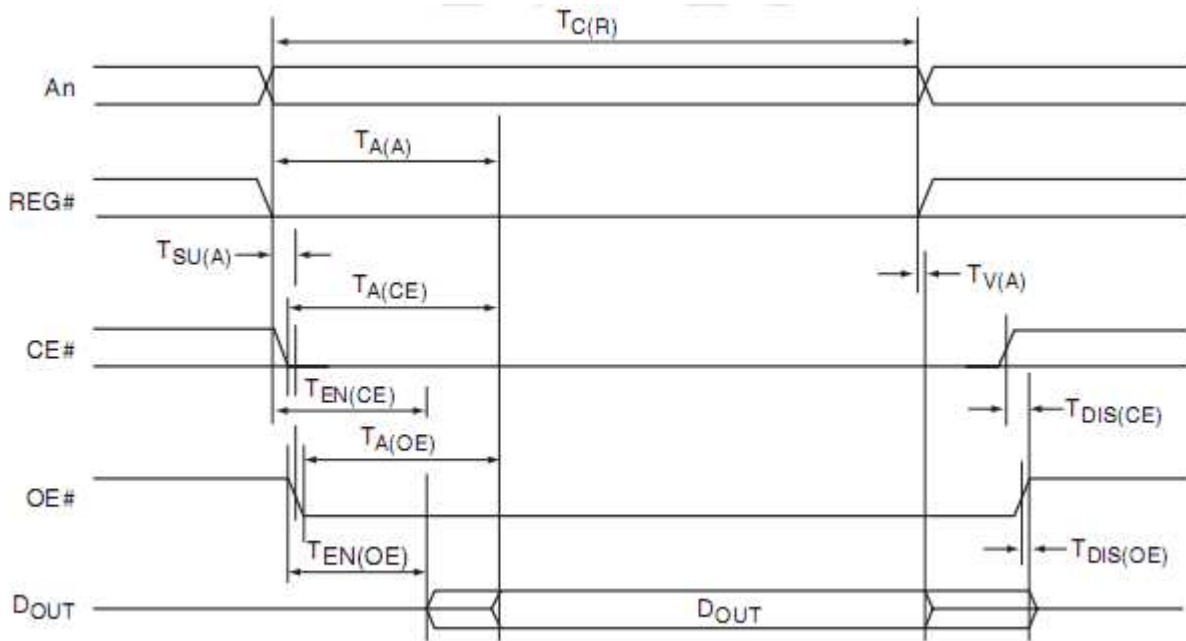 TC(R)
An
TA(A)
REG#
TSU(A)
TV(A)
TA(CE)
CE#
TEN(CE)
TDIS(CE)
TA(OE)
OE#
TEN(OE)
TDIS(OE)
DOUT
DOUT